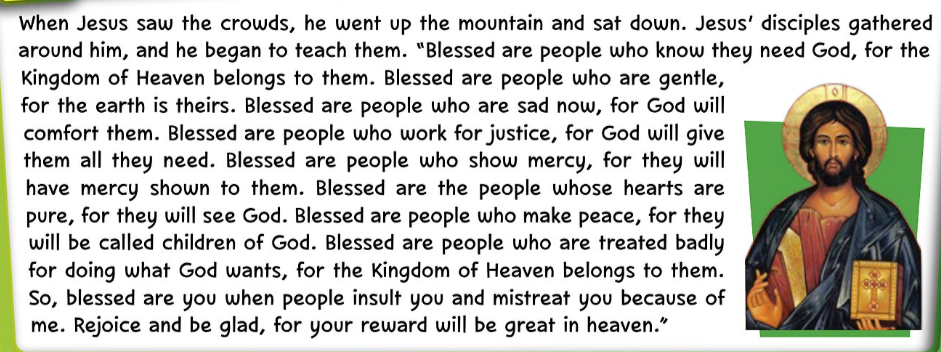 When Jesus saw the crowds, he went up the mountain and sat down. Jesus’ disciples gathered
around him, and he began to teach them. “Blessed are people who know they need God, for the
Kingdom of Heaven belongs to them. Blessed are people who are gentle,
for the earth is theirs. Blessed are people who are sad now, for God will
comfort them. Blessed are people who work for justice, for God will give
them all they need. Blessed are people who show mercy, for they will
have mercy shown to them. Blessed are the people whose hearts are
pure, for they will see God. Blessed are people who make peace, for they
will be called children of God. Blessed are people who are treated badly
for doing what God wants, for the Kingdom of Heaven belongs to them.
So, blessed are you when people insult you and mistreat you because of
me. Rejoice and be glad, for your reward will be great in heaven.”